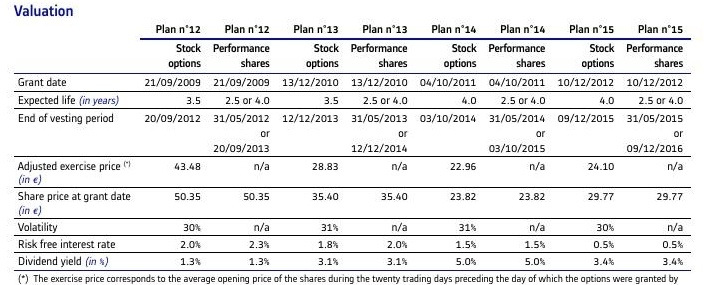 Valuation
Plan n°12 Plan n°12 Plan n°13 Plan n°13 Plan n°14 Plan n°14 Plan n°15 Plan n°15
Stock Performance Stock Performance Stock Performance Stock Performance
options shares options shares options shares options shares
Grant date 21/09/2009 21/09/2009 13/12/2010 13/12/2010 04/10/2011 04/10/2011 10/12/2012 10/12/2012
Expected life (in years) 3.5 2.5 or 4.0 3.5 2.5 or 4.0 4.0 2.5 or 4.0 4.0 2.5 or 4.0
End of vesting period 20/09/2012 31/05/2012 12/12/2013 31/05/2013 03/10/2014 31/05/2014 09/12/2015 31/05/2015
or or or or
20/09/2013 12/12/2014 03/10/2015 09/12/2016
Adjusted exercise price (*) 43.48 n/a 28.83 n/a 22.96 n/a 24.10 n/a
(in €)
Share price at grant date 50.35 50.35 35.40 35.40 23.82 23.82 29.77 29.77
(in €)
Volatility 30% n/a 31% n/a 31% n/a 30% n/a
Risk free interest rate 2.0% 2.3% 1.8% 2.0% 1.5% 1.5% 0.5% 0.5%
Dividend yield (in %) 1.3% 1.3% 3.1% 3.1% 5.0% 5.0% 3.4% 3.4%
(*) The exercise price corresponds to the average opening price of the shares during the twenty trading days preceding the day of which the options were granted by